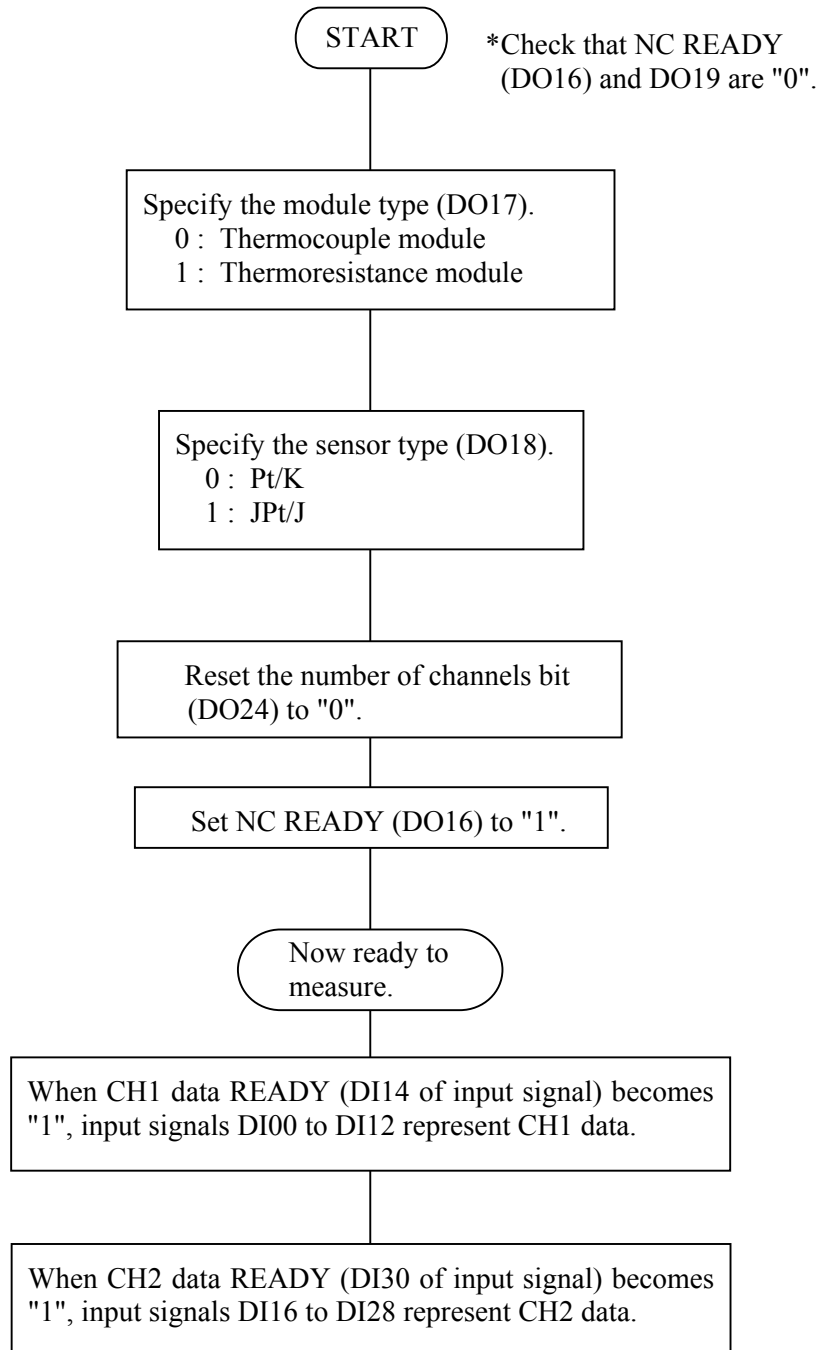 START
*Check that NC READY
(DO16) and DO19 are "0".
Specify the module type (DO17).
0 : Thermocouple module
1 : Thermoresistance module
Specify the sensor type (DO18).
0 : Pt/K
1 : JPt/J
Reset the number of channels bit
(DO24) to "0".
Set NC READY (DO16) to "1".
Now ready to
measure.
When CH1 data READY (DI14 of input signal) becomes
"1", input signals DI00 to DI12 represent CH1 data.
When CH2 data READY (DI30 of input signal) becomes
"1", input signals DI16 to DI28 represent CH2 data.